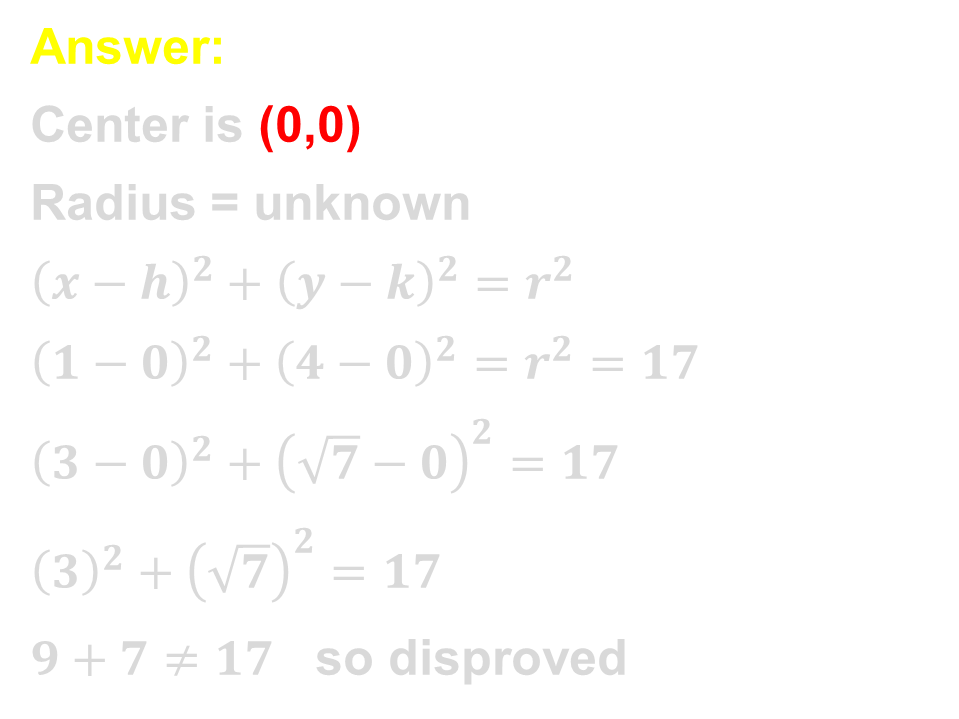 Answer:
Center is (0,0)
Radius = unknown
(x − h)² + (y − k)² = r²
(1 − 0)² + (4 − 0)² = r² = 17
(3 − 0)² + (√7 − 0)² = 17
(3)² + (√7)² = 17
9 + 7 ≠ 17 so disproved